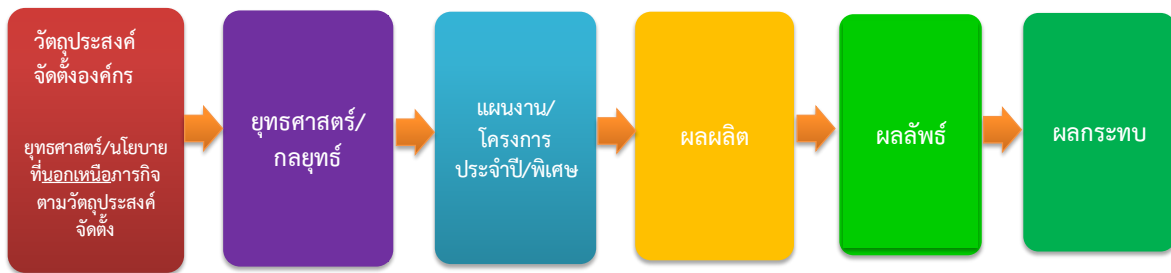 วัตถุประสงค์
จัดตั้งองค์กร
ยุทธศาสตร์/นโยบาย
ที่นอกเหนือภารกิจ
ตามวัตถุประสงค์
จัดตั้ง
ยุทธศาสตร์/
กลยุทธ์
แผนงาน/
โครงการ
ประจำปี/พิเศษ
ผลผลิต
ผลลัพธ์
ผลกระทบ